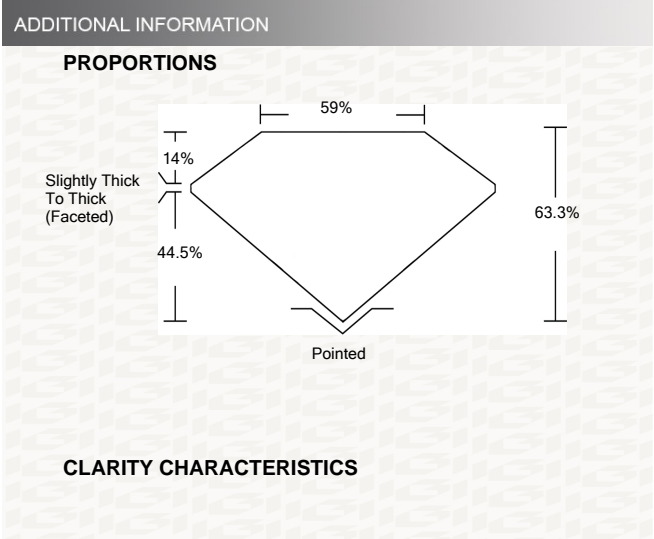 ADDITIONAL INFORMATION
PROPORTIONS
59%
14%
Slightly Thick
To Thick
(Faceted)
63.3%
44.5%
Pointed
CLARITY CHARACTERISTICS